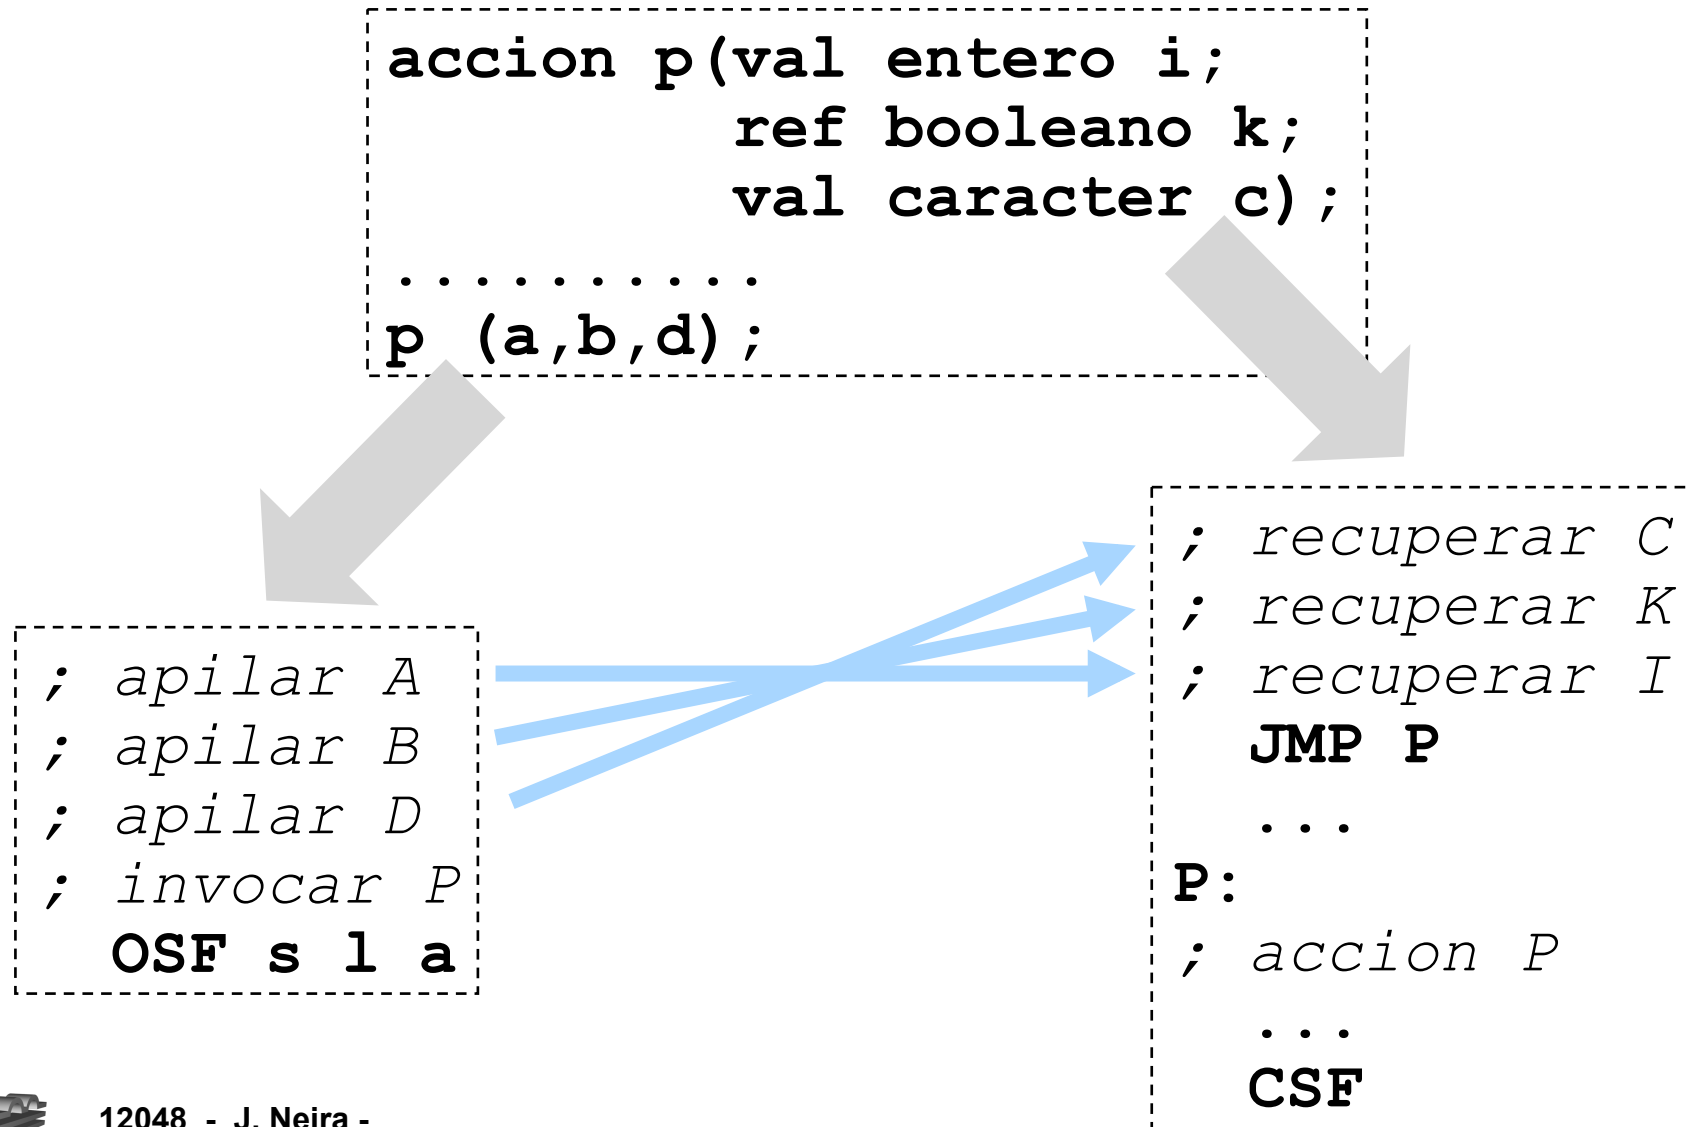 accion p(val entero i;
ref booleano k;
val caracter c);
..........
p (a,b,d);
; apilar A
; apilar B
; apilar D
; invocar P
OSF s l a
; recuperar C
; recuperar K
; recuperar I
JMP P
...
P:
; accion P
...
CSF
12048 - J. Neira -